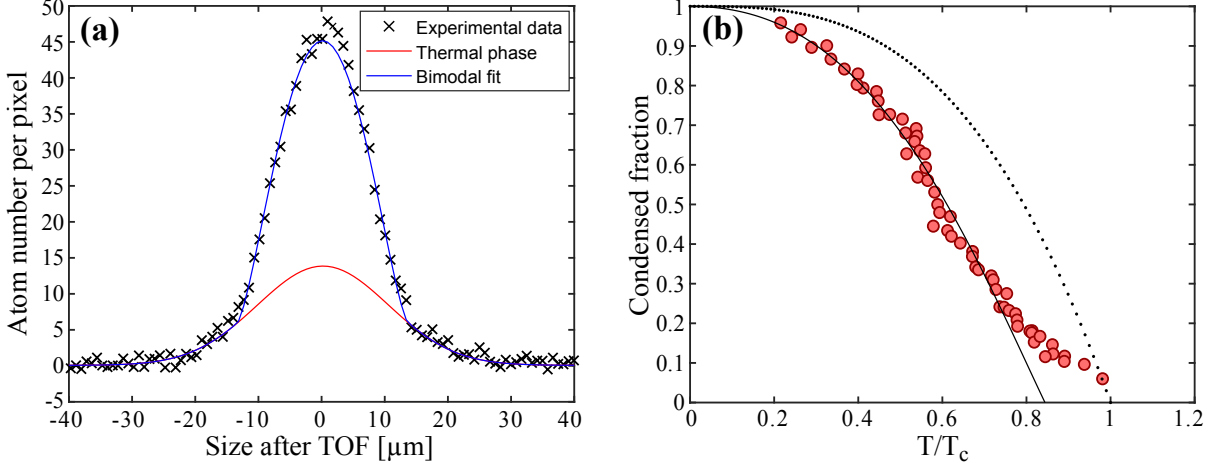 (a)
Experimental data
Thermal phase
Bimodal fit
Atom number per pixel
50
45
40
35
30
25
20
15
10
5
0
-5
-40 -30 -20 -10 0 10 20 30 40
Size after TOF [µm]
(b)
Condensed fraction
1
0.9
0.8
0.7
0.6
0.5
0.4
0.3
0.2
0.1
0
0 0.2 0.4 0.6 0.8 1 1.2
T/Tc